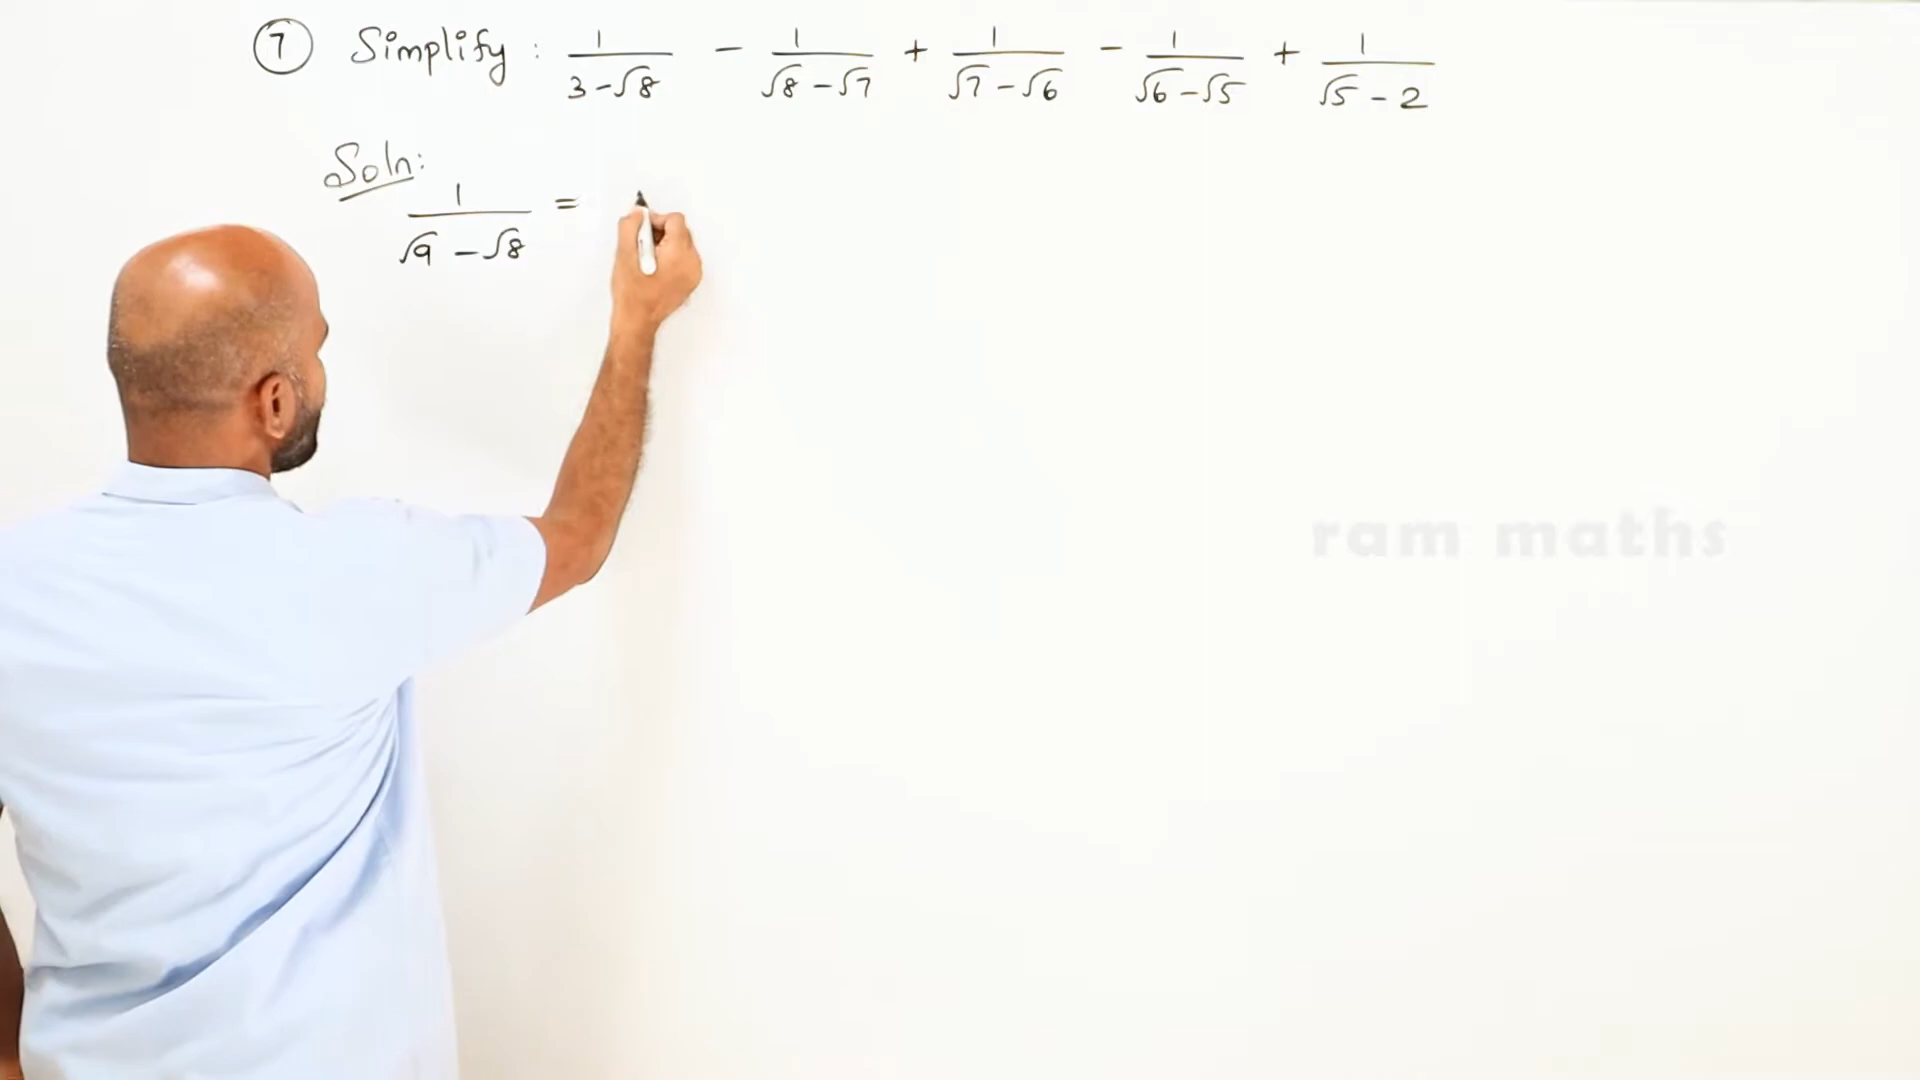 7 Simplify : 1/(3-√8) - 1/(√8-√7) + 1/(√7-√6) - 1/(√6-√5) + 1/(√5-2)
Soln:
1/(√9-√8) =
ram maths